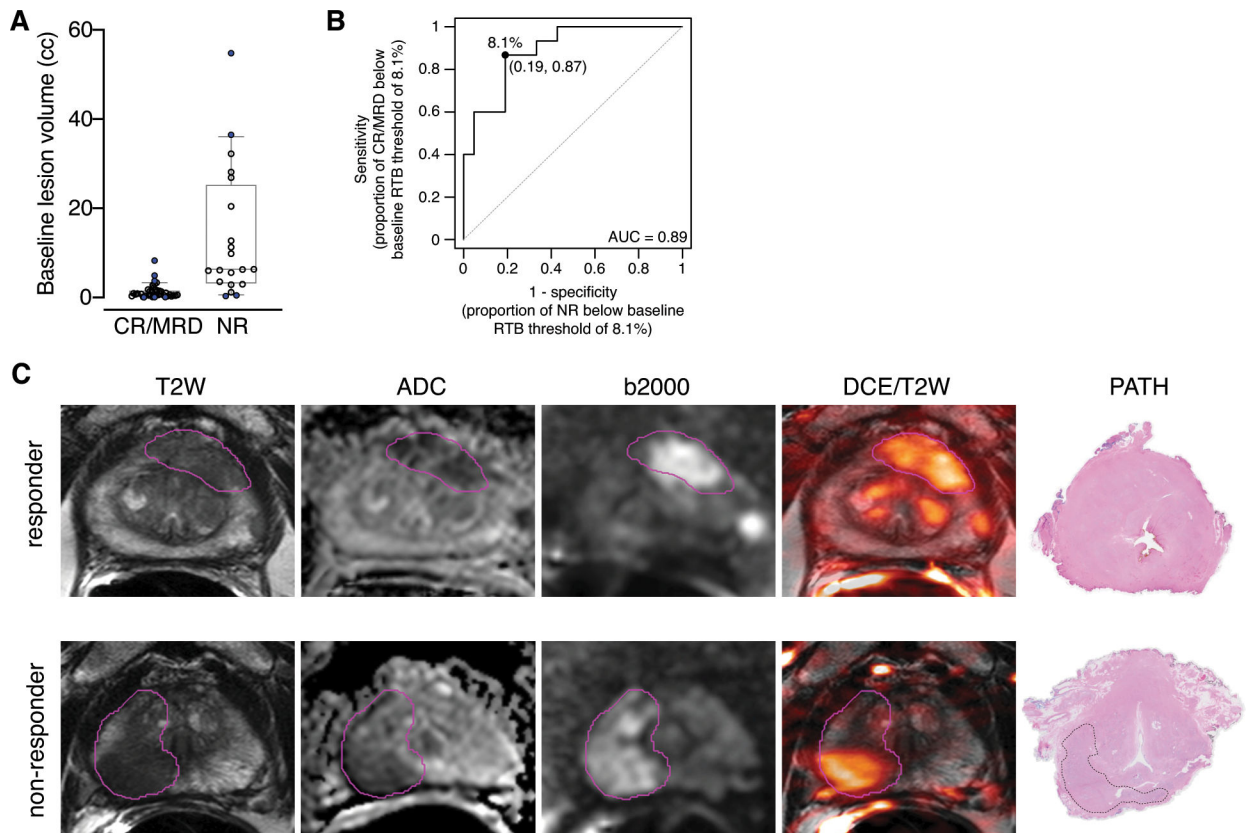 A
Baseline lesion volume (cc)
60
40
20
0
CR/MRD
NR
B
Sensitivity
(proportion of CR/MRD below
baseline RTB threshold of 8.1%)
1
0.8
0.6
0.4
0.2
0
8.1%
(0.19, 0.87)
AUC = 0.89
0 0.2 0.4 0.6 0.8 1
1 - specificity
(proportion of NR below baseline
RTB threshold of 8.1%)
C
T2W ADC b2000 DCE/T2W PATH
responder
non-responder